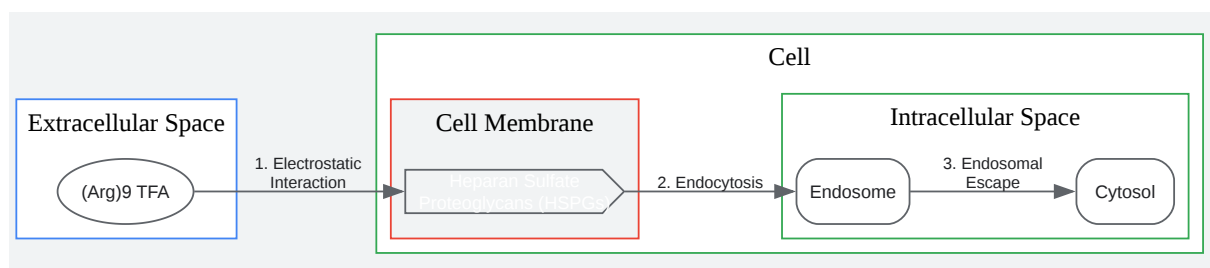 Cell
Extracellular Space
Cell Membrane
Intracellular Space
(Arg)9 TFA
1. Electrostatic
Interaction
Heparan Sulfate
Proteoglycans (HSPGs)
2. Endocytosis
Endosome
3. Endosomal
Escape
Cytosol